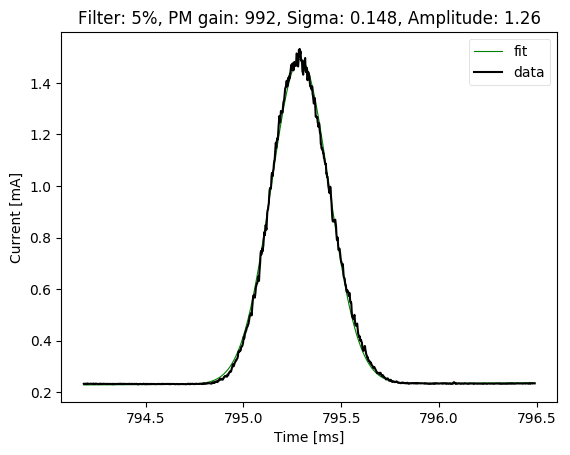 Filter: 5%, PM gain: 992, Sigma: 0.148, Amplitude: 1.26
fit
data
1.4
1.2
1.0
0.8
0.6
0.4
0.2
Current [mA]
794.5 795.0 795.5 796.0 796.5
Time [ms]